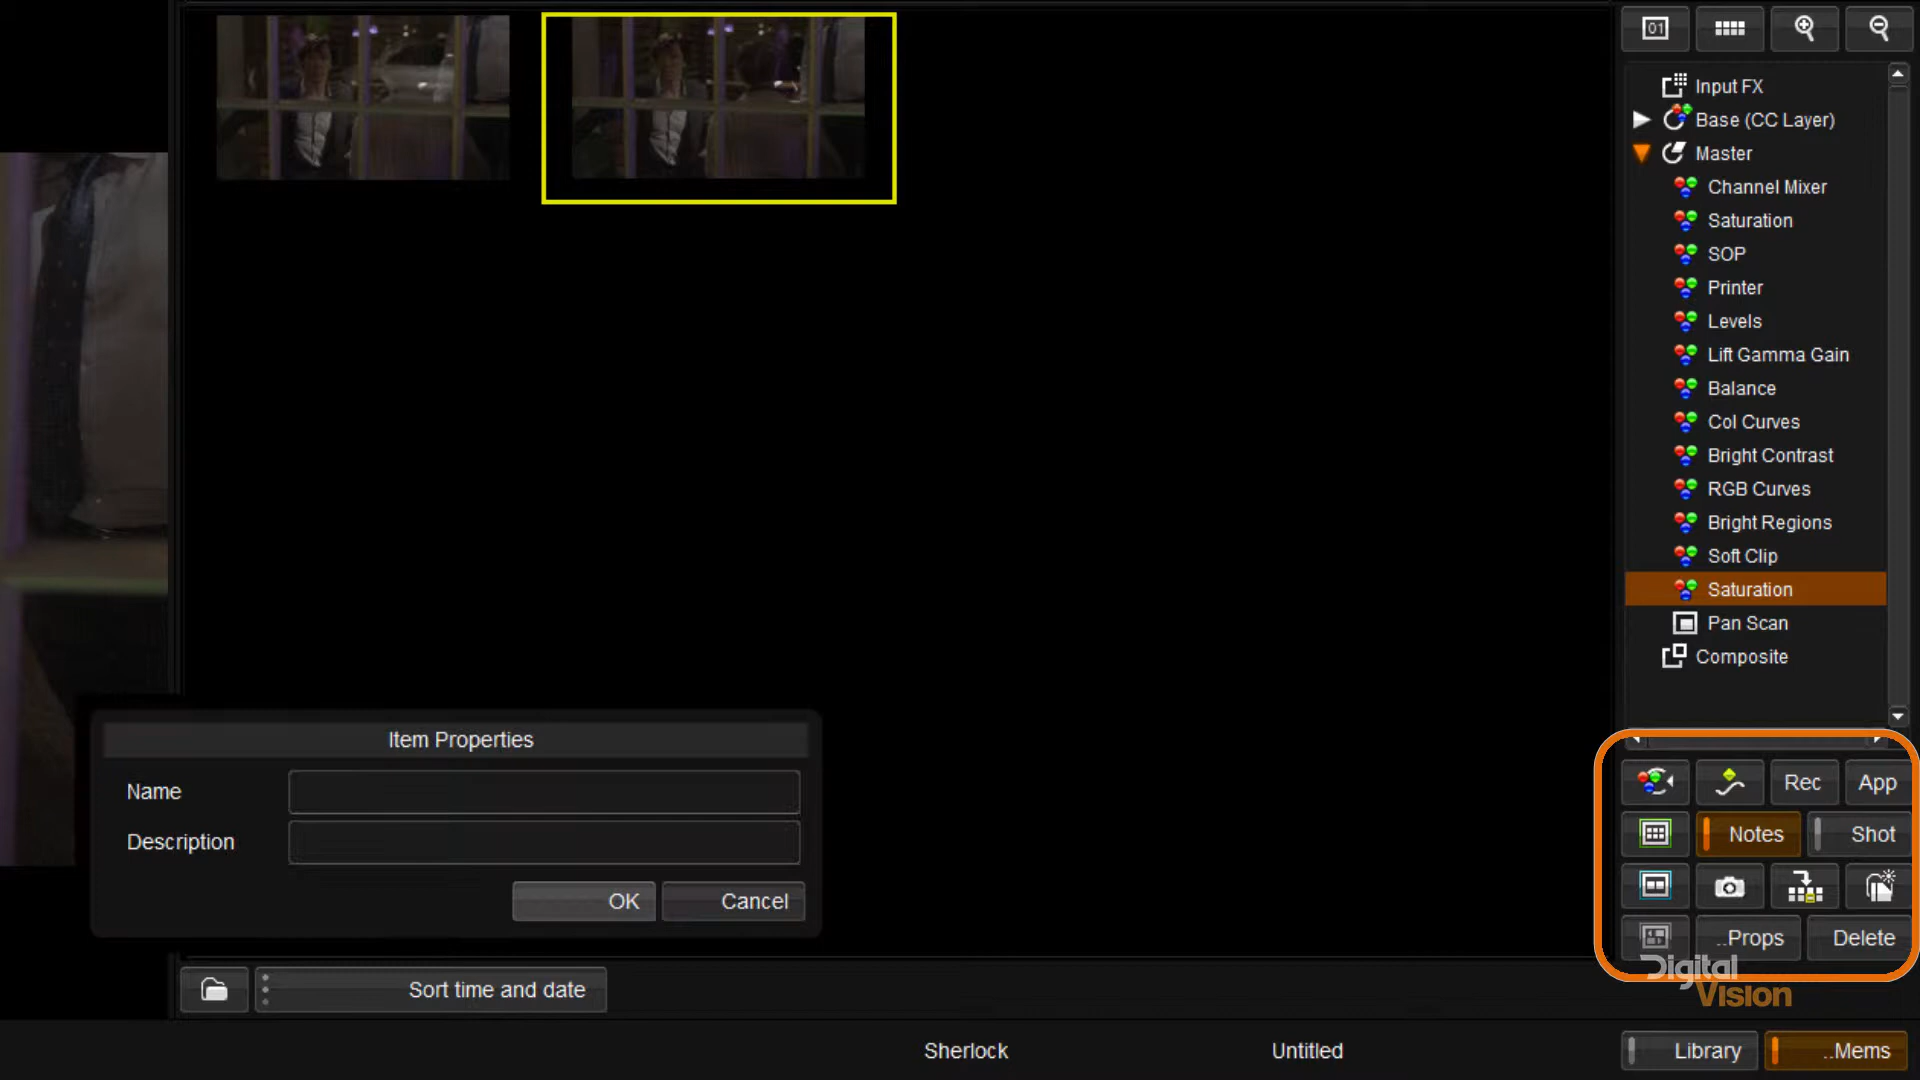 01
Input FX
Base (CC Layer)
Master
Channel Mixer
Saturation
SOP
Printer
Levels
Lift Gamma Gain
Balance
Col Curves
Bright Contrast
RGB Curves
Bright Regions
Soft Clip
Saturation
Pan Scan
Composite
Item Properties
Name
Description
OK Cancel
Rec App
Notes Shot
..Props Delete
Digital
Vision
Sort time and date
Sherlock Untitled Library ..Mems